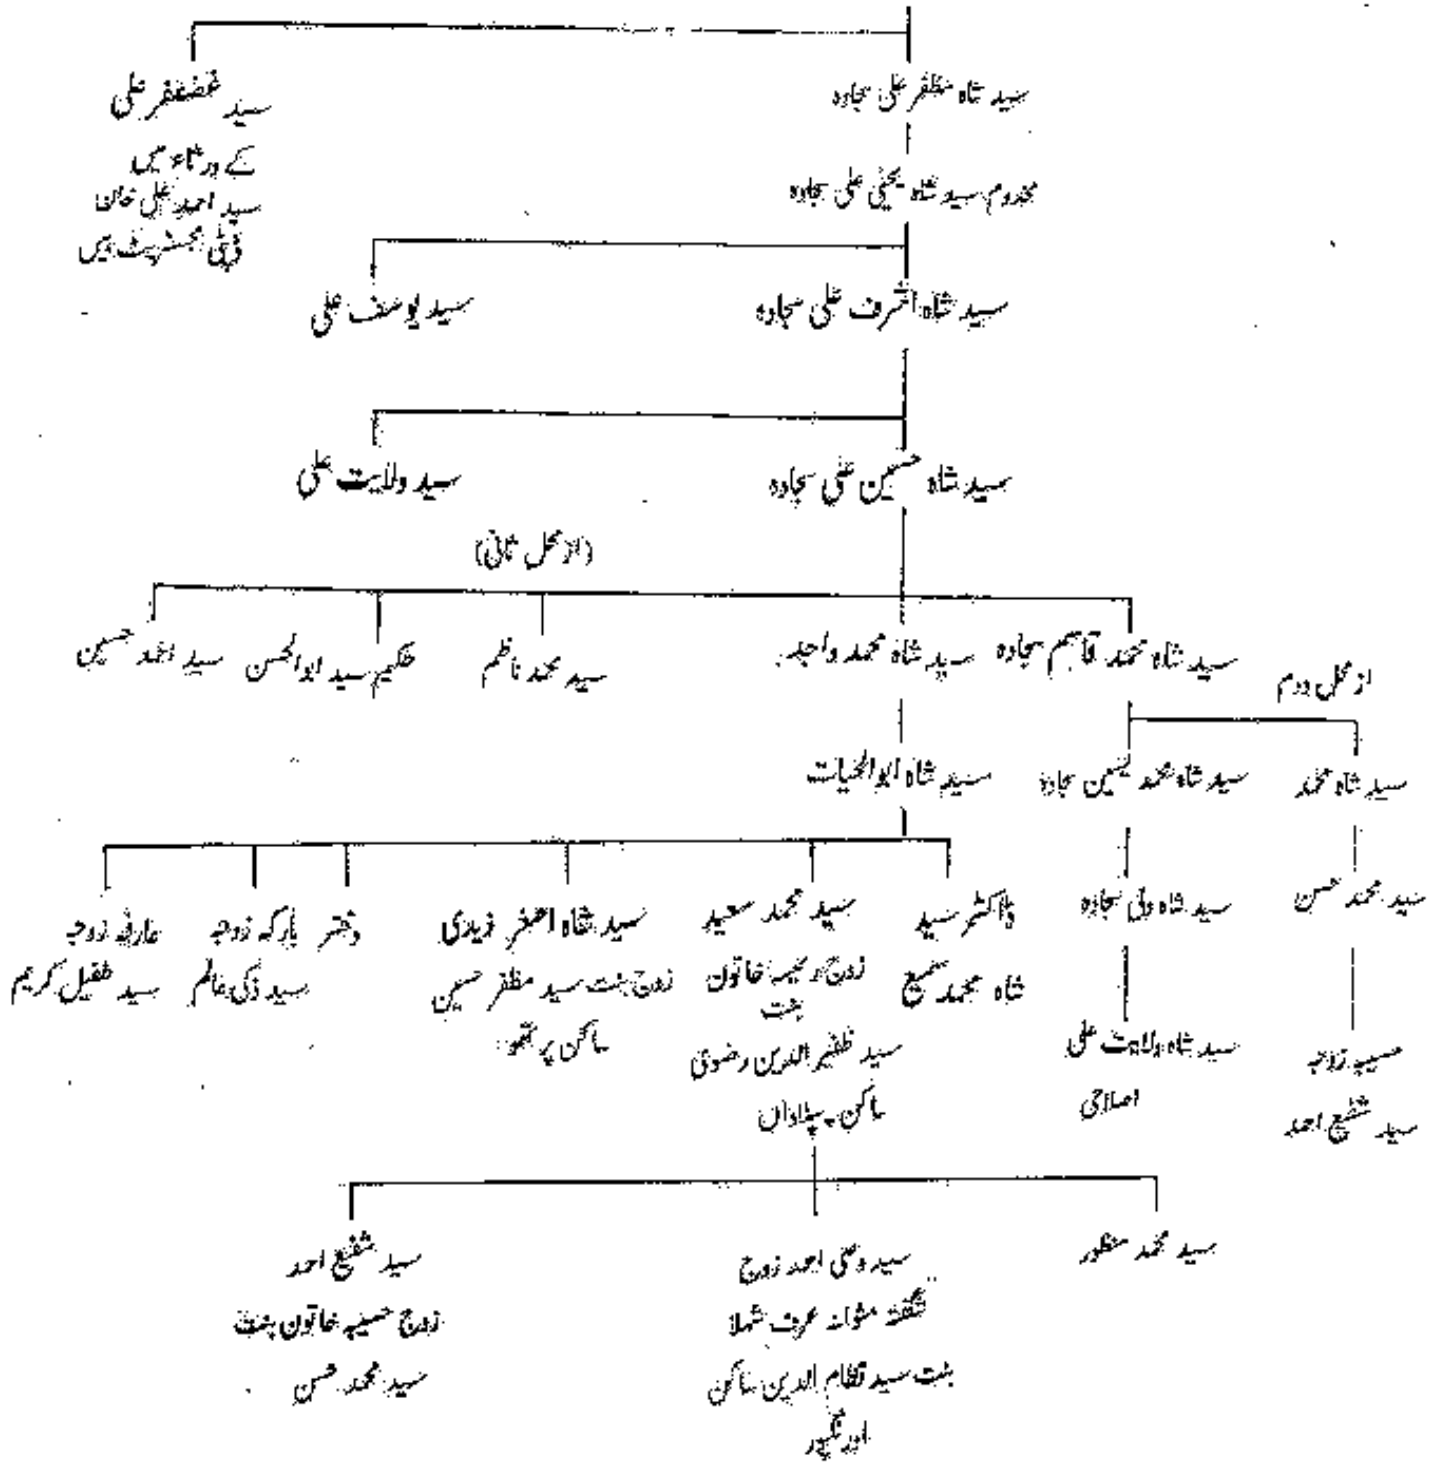 سید شاہ مظفر علی سجادہ
سید غضنفر علی
کے ورثاء میں
سید احمد علی خان
ڈپٹی مجسٹریٹ ہیں
مخدوم سید شاہ یحییٰ علی سجادہ
سید شاہ اشرف علی سجادہ
سید یوسف علی
سید شاہ حسین علی سجادہ
سید ولایت علی
(از محل ثانی)
سید شاہ محمد قاسم سجادہ
سید شاہ محمد واجد
سید محمد ناظم
حکیم سید ابوالحسن
سید احمد حسین
از محل دوم
سید شاہ محمد
سید شاہ محمد یٰسین سجادہ
سید شاہ ابوالحیات
سید محمد حسن
سید شاہ ولی سجادہ
ڈاکٹر سید
شاہ محمد سمیع
سید محمد سعید
زوج رحیمہ خاتون
بنت
سید ظفیر الدین رضوی
ساکن
سید شاہ اصغر زیدی
زوج بنت سید مظفر حسین
ساکن
دختر
بارکہ زوجہ
سید ذکی عالم
عارفہ زوجہ
سید طفیل کریم
حسیبہ زوجہ
سید شفیع احمد
سید شاہ ولایت علی
اصلاحی
سید محمد منظور
سید وصی احمد زوج
شگفتہ عرف شہلا
بنت سید نظام الدین ساکن
سید شفیع احمد
زوج حسیبہ خاتون بنت
سید محمد حسن